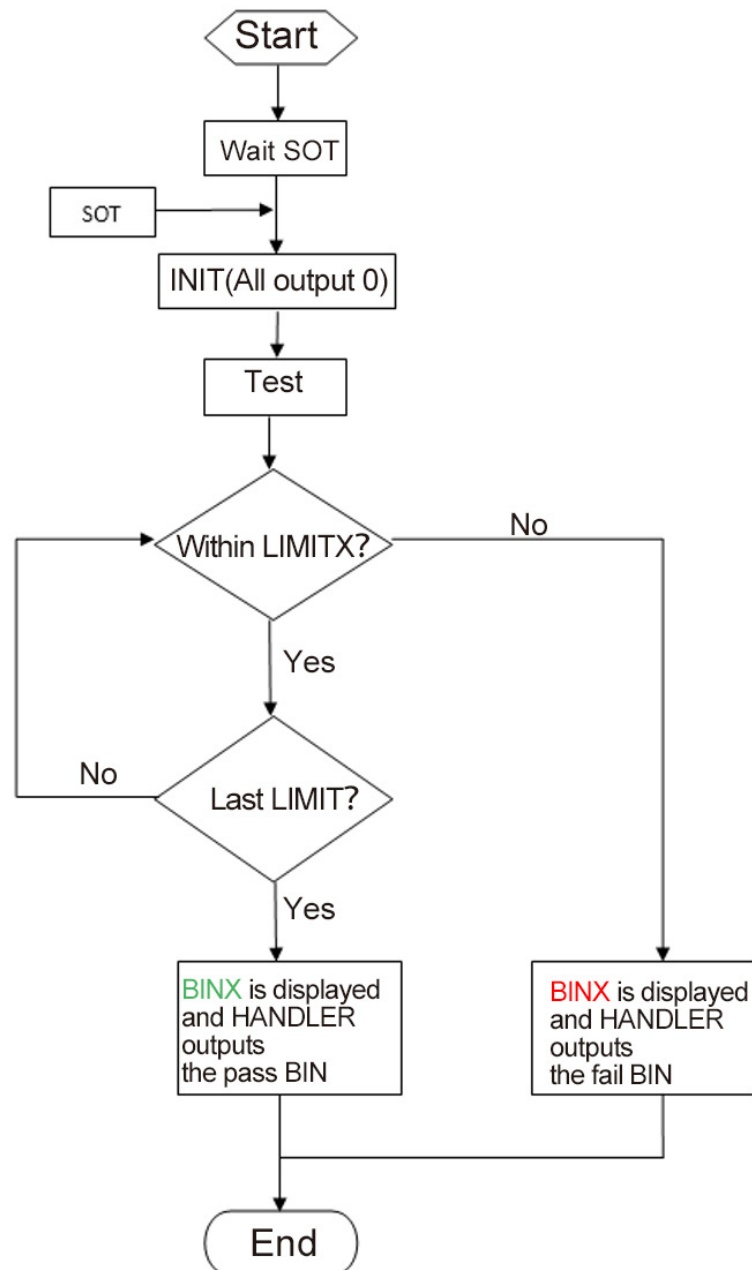 Start
Wait SOT
SOT
INIT(All output 0)
Test
Within LIMITX?
No
Yes
Last LIMIT?
No
Yes
BINX is displayed
and HANDLER
outputs
the pass BIN
BINX is displayed
and HANDLER
outputs
the fail BIN
End